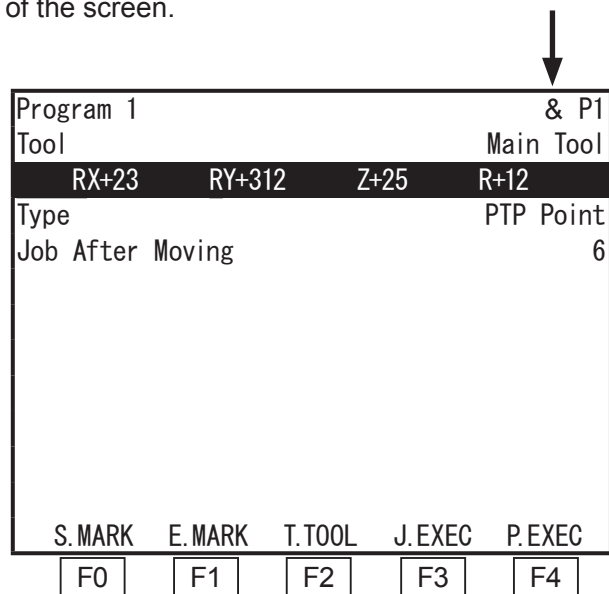 of the screen.
Program 1 & P1
Tool Main Tool
RX+23 RY+312 Z+25 R+12
Type PTP Point
Job After Moving 6
S.MARK E.MARK T.TOOL J.EXEC P.EXEC
F0 F1 F2 F3 F4